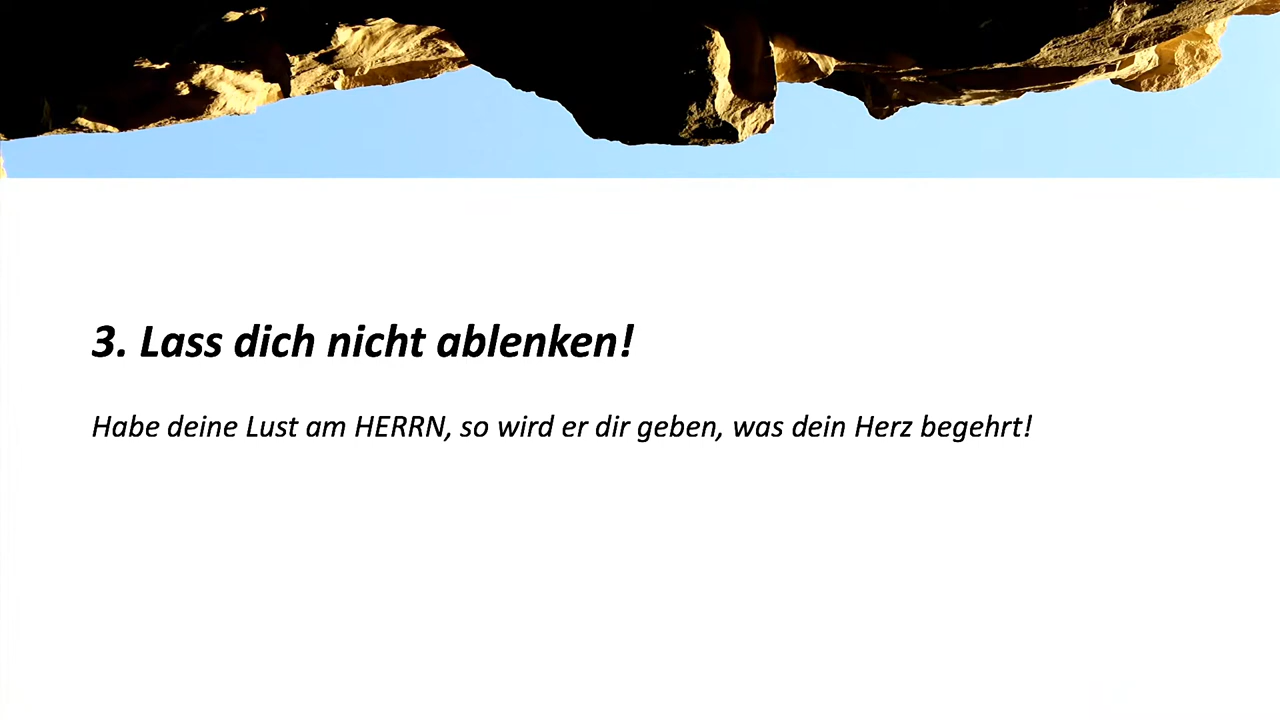 3. Lass dich nicht ablenken!
Habe deine Lust am HERRN, so wird er dir geben, was dein Herz begehrt!